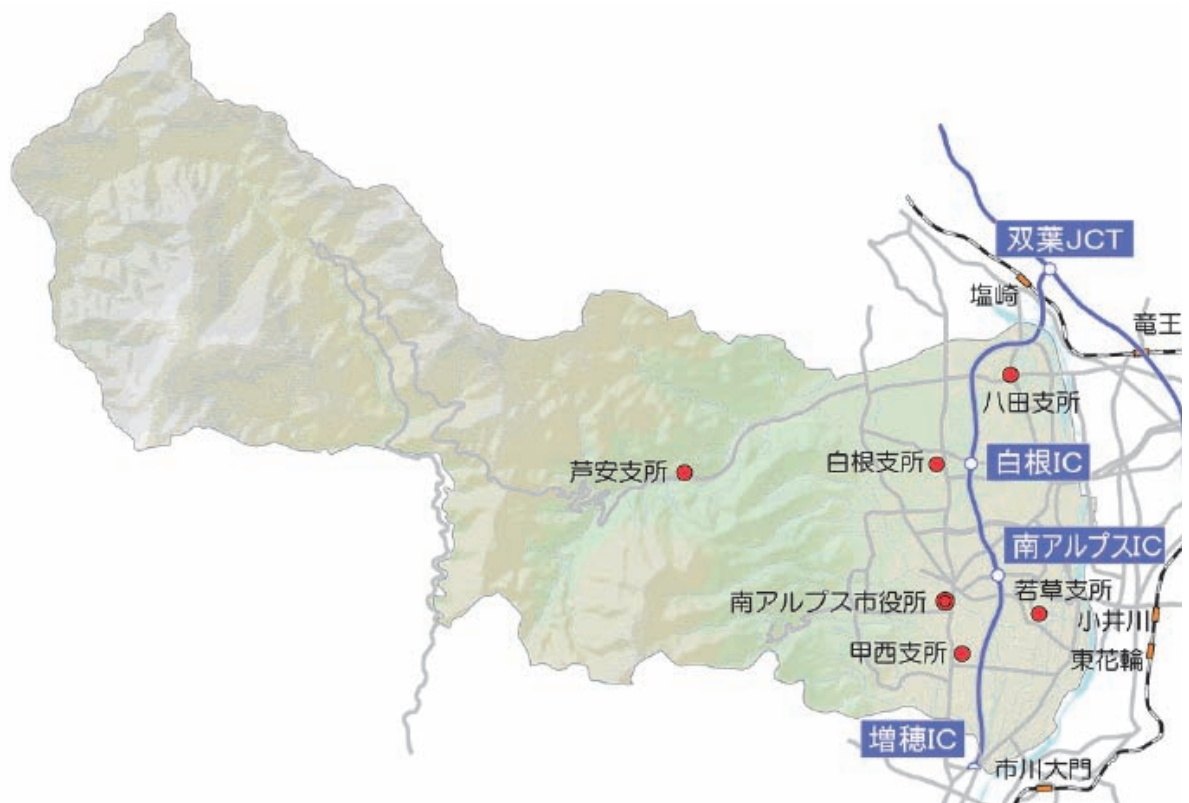 双葉JCT
塩崎
竜王
八田支所
白根支所
白根IC
芦安支所
南アルプスIC
若草支所
南アルプス市役所
小井川
甲西支所
東花輪
増穂IC
市川大門